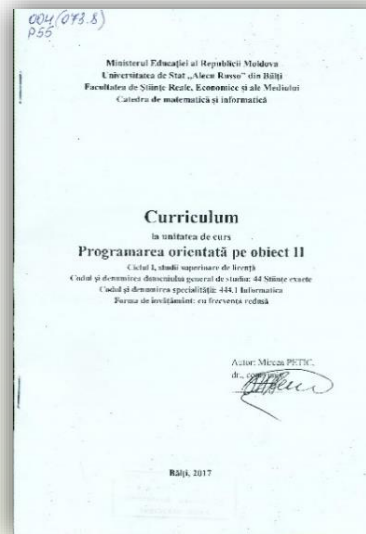 004(073.8)
P55
Ministerul Educației al Republicii Moldova
Universitatea de Stat „Alecu Russo” din Bălți
Facultatea de Științe Reale, Economice și ale Mediului
Catedra de matematică și informatică
Curriculum
la unitatea de curs
Programarea orientată pe obiect II
Ciclul I, studii superioare de licență
Codul și denumirea domeniului general de studiu: 44 Științe exacte
Codul și denumirea specialității: 444.1 Informatica
Forma de învățământ: cu frecvența redusă
Autor: Mircea PETIC,
dr.,
Bălți, 2017